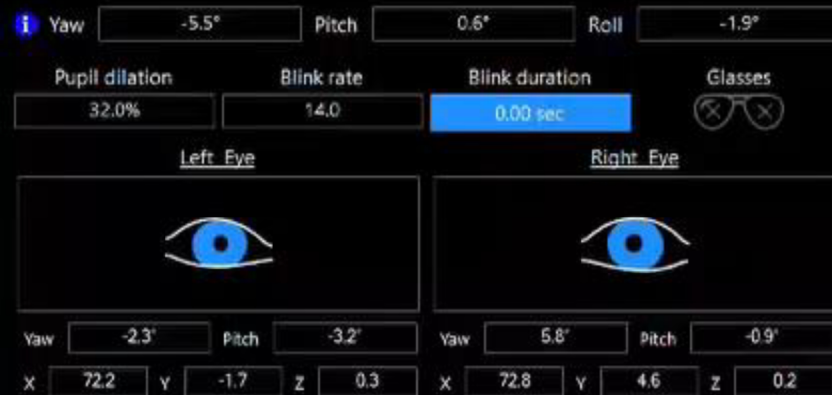 i Yaw -5.5° Pitch 0.6° Roll -1.9°
Pupil dilation Blink rate Blink duration Glasses
32.0% 14.0 0.00 sec
Left Eye Right Eye
Yaw -2.3° Pitch -3.2° Yaw 5.8° Pitch -0.9°
X 72.2 Y -1.7 Z 0.3 X 72.8 Y 4.6 Z 0.2